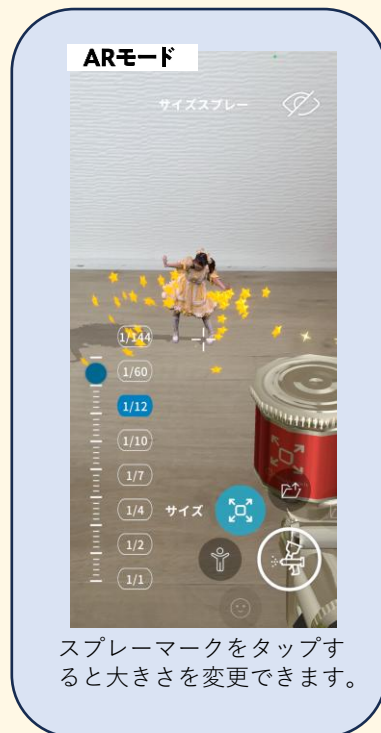 ARモード
サイズスプレー
1/144
1/60
1/12
1/10
1/7
1/4
サイズ
1/2
1/1
スプレーマークをタップす
ると大きさを変更できます。